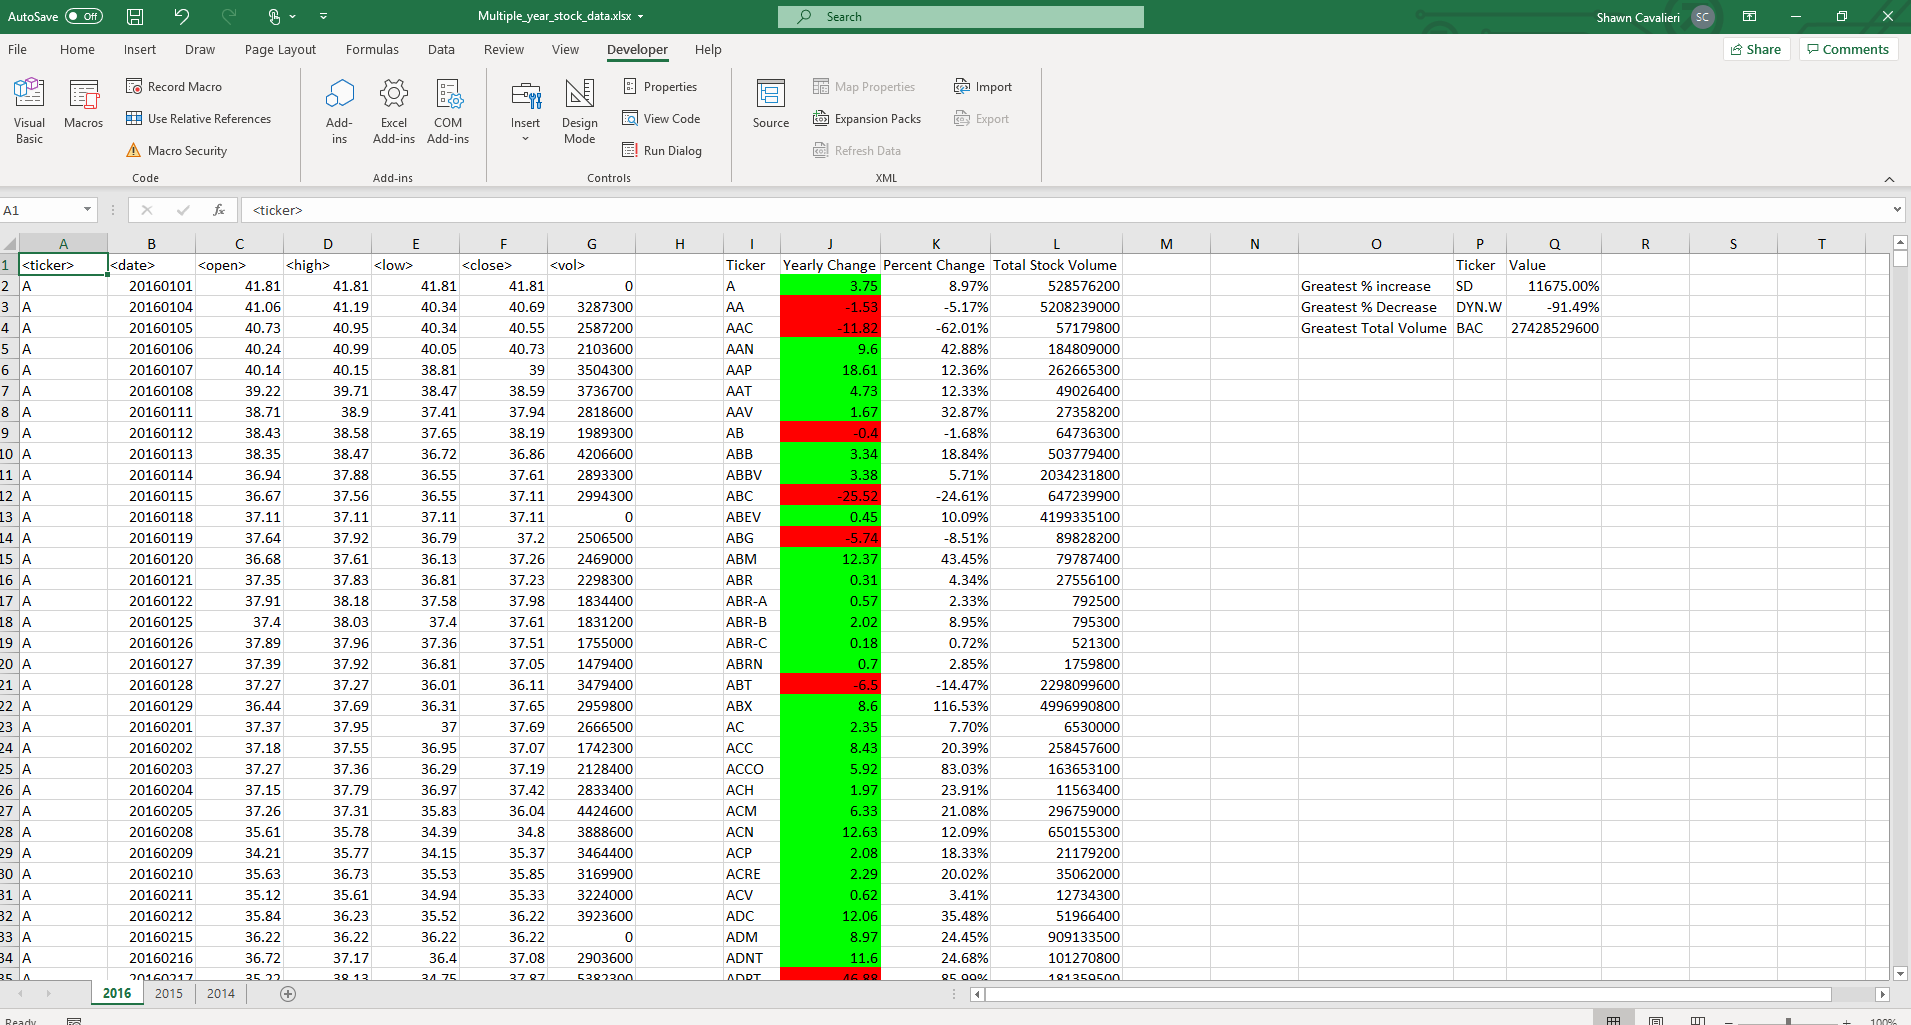 AutoSave Off Multiple_year_stock_data.xlsx Search Shawn Cavalieri SC
File Home Insert Draw Page Layout Formulas Data Review View Developer Help Share Comments
Visual Basic Macros Record Macro Use Relative References Macro Security Code
Add-ins Excel Add-ins COM Add-ins Add-ins
Insert Design Mode Properties View Code Run Dialog Controls
Source Map Properties Expansion Packs Refresh Data Import Export XML
A1 fx <ticker>
A B C D E F G H I J K L M N O P Q R S T
1 <ticker> <date> <open> <high> <low> <close> <vol> Ticker Yearly Change Percent Change Total Stock Volume Ticker Value
2 A 20160101 41.81 41.81 41.81 41.81 0 A 3.75 8.97% 528576200 Greatest % increase SD 11675.00%
3 A 20160104 41.06 41.19 40.34 40.69 3287300 AA -1.53 -5.17% 5208239000 Greatest % Decrease DYN.W -91.49%
4 A 20160105 40.73 40.95 40.34 40.55 2587200 AAC -11.82 -62.01% 57179800 Greatest Total Volume BAC 27428529600
5 A 20160106 40.24 40.99 40.05 40.73 2103600 AAN 9.6 42.88% 184809000
6 A 20160107 40.14 40.15 38.81 39 3504300 AAP 18.61 12.36% 262665300
7 A 20160108 39.22 39.71 38.47 38.59 3736700 AAT 4.73 12.33% 49026400
8 A 20160111 38.71 38.9 37.41 37.94 2818600 AAV 1.67 32.87% 27358200
9 A 20160112 38.43 38.58 37.65 38.19 1989300 AB -0.4 -1.68% 64736300
10 A 20160113 38.35 38.47 36.72 36.86 4206600 ABB 3.34 18.84% 503779400
11 A 20160114 36.94 37.88 36.55 37.61 2893300 ABBV 3.38 5.71% 2034231800
12 A 20160115 36.67 37.56 36.55 37.11 2994300 ABC -25.52 -24.61% 647239900
13 A 20160118 37.11 37.11 37.11 37.11 0 ABEV 0.45 10.09% 4199335100
14 A 20160119 37.64 37.92 36.79 37.2 2506500 ABG -5.74 -8.51% 89828200
15 A 20160120 36.68 37.61 36.13 37.26 2469000 ABM 12.37 43.45% 79787400
16 A 20160121 37.35 37.83 36.81 37.23 2298300 ABR 0.31 4.34% 27556100
17 A 20160122 37.91 38.18 37.58 37.98 1834400 ABR-A 0.57 2.33% 792500
18 A 20160125 37.4 38.03 37.4 37.61 1831200 ABR-B 2.02 8.95% 795300
19 A 20160126 37.89 37.96 37.36 37.51 1755000 ABR-C 0.18 0.72% 521300
20 A 20160127 37.39 37.92 36.81 37.05 1479400 ABRN 0.7 2.85% 1759800
21 A 20160128 37.27 37.27 36.01 36.11 3479400 ABT -6.5 -14.47% 2298099600
22 A 20160129 36.44 37.69 36.31 37.65 2959800 ABX 8.6 116.53% 4996990800
23 A 20160201 37.37 37.95 37 37.69 2666500 AC 2.35 7.70% 6530000
24 A 20160202 37.18 37.55 36.95 37.07 1742300 ACC 8.43 20.39% 258457600
25 A 20160203 37.27 37.36 36.29 37.19 2128400 ACCO 5.92 83.03% 163653100
26 A 20160204 37.15 37.79 36.97 37.42 2833400 ACH 1.97 23.91% 11563400
27 A 20160205 37.26 37.31 35.83 36.04 4424600 ACM 6.33 21.08% 296759000
28 A 20160208 35.61 35.78 34.39 34.8 3888600 ACN 12.63 12.09% 650155300
29 A 20160209 34.21 35.77 34.15 35.37 3464400 ACP 2.08 18.33% 21179200
30 A 20160210 35.63 36.73 35.53 35.85 3169900 ACRE 2.29 20.02% 35062000
31 A 20160211 35.12 35.61 34.94 35.33 3224000 ACV 0.62 3.41% 12734300
32 A 20160212 35.84 36.23 35.52 36.22 3923600 ADC 12.06 35.48% 51966400
33 A 20160215 36.22 36.22 36.22 36.22 0 ADM 8.97 24.45% 909133500
34 A 20160216 36.72 37.17 36.4 37.08 2903600 ADNT 11.6 24.68% 101270800
35 A 20160217 35.22 38.13 34.75 37.87 5382300 ADPT 85.99% 181359500
2016 2015 2014
Ready 100%